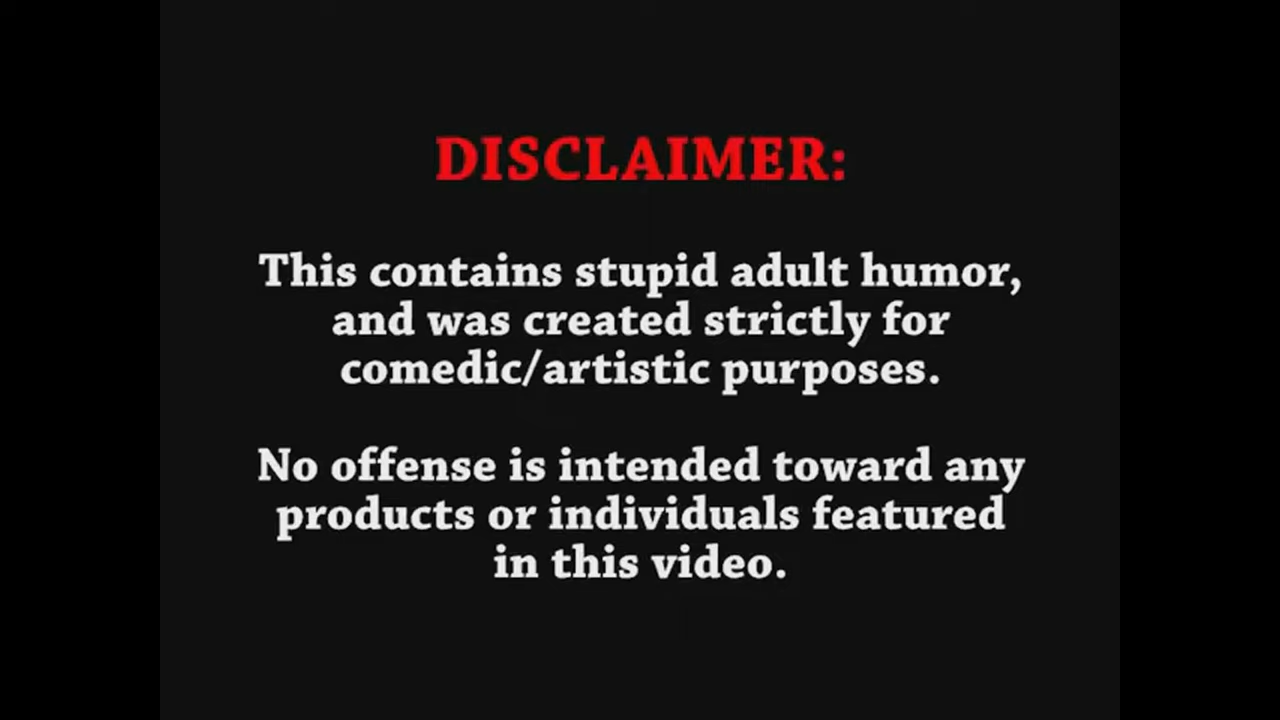 DISCLAIMER:
This contains stupid adult humor,
and was created strictly for
comedic/artistic purposes.
No offense is intended toward any
products or individuals featured
in this video.